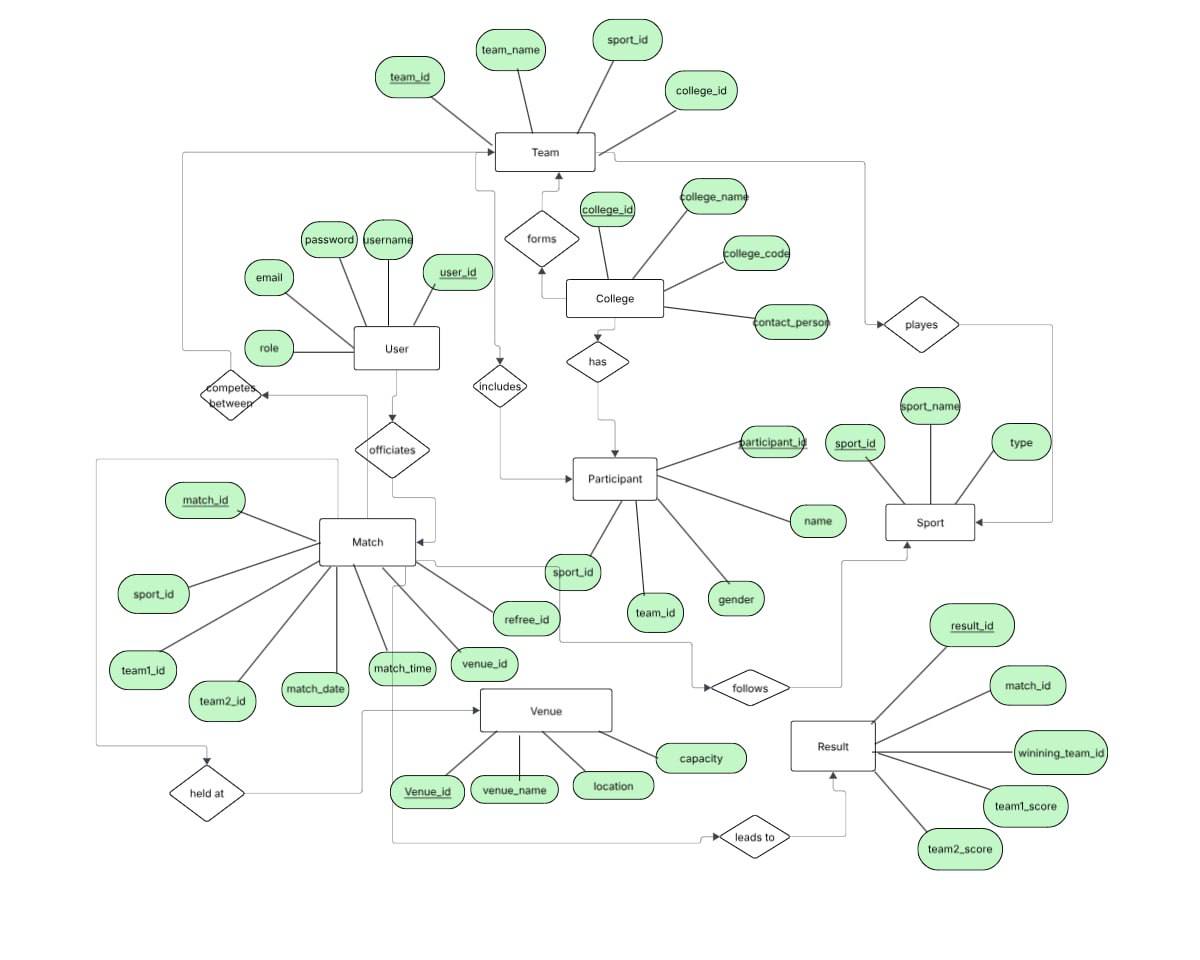 sport_id
team_name
team_id
college_id
Team
college_name
college_id
password
username
forms
college_code
user_id
email
College
contact_person
playes
role
User
has
includes
competes
between
sport_name
participant_id
sport_id
type
officiates
Participant
match_id
name
Sport
Match
sport_id
sport_id
gender
team_id
refree_id
result_id
team1_id
match_time
venue_id
match_date
match_id
follows
team2_id
Venue
Result
winining_team_id
capacity
location
Venue_id
venue_name
held at
team1_score
leads to
team2_score